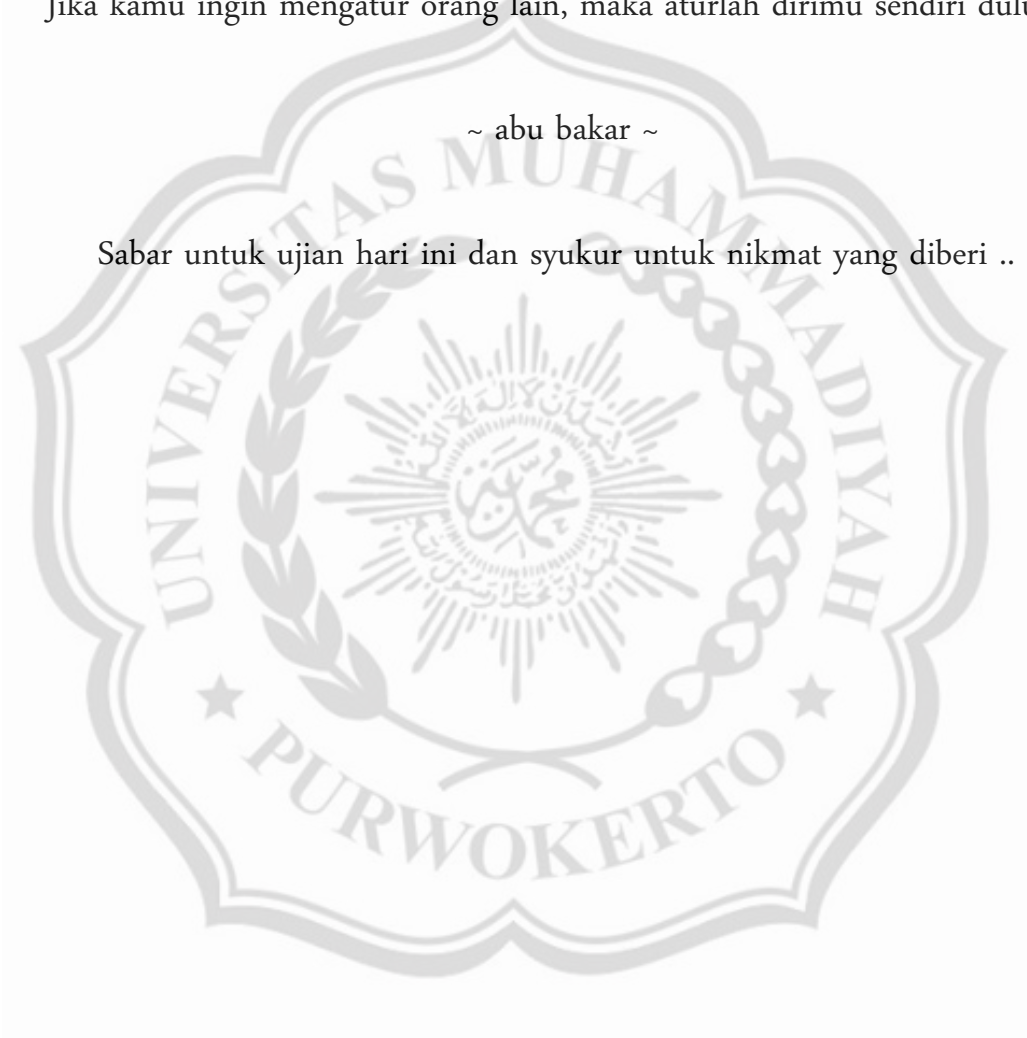 Jika kamu ingin mengatur orang lain, maka aturlah dirimu sendiri dulu
~ abu bakar ~
Sabar untuk ujian hari ini dan syukur untuk nikmat yang diberi ..
UNIVERSITAS MUHAMMADIYAH
PURWOKERTO
محمدية